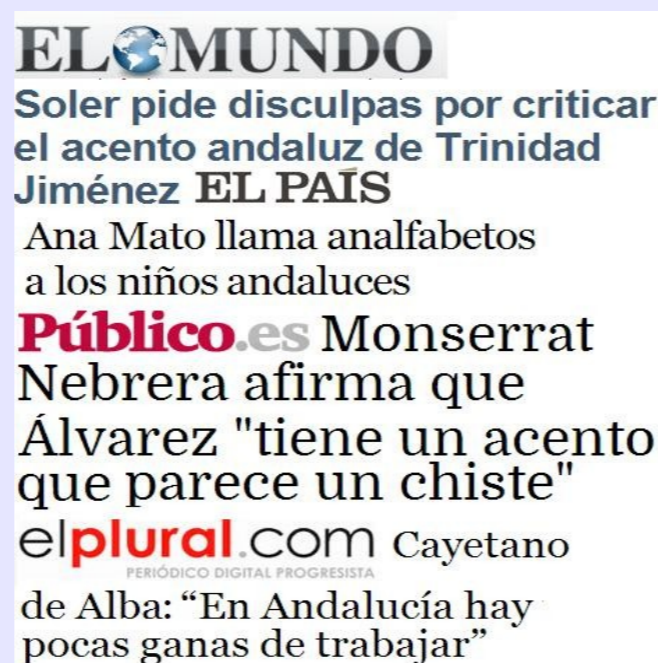 EL MUNDO
Soler pide disculpas por criticar
el acento andaluz de Trinidad
Jiménez EL PAÍS
Ana Mato llama analfabetos
a los niños andaluces
Público.es Monserrat
Nebrera afirma que
Álvarez "tiene un acento
que parece un chiste"
elplural.com Cayetano
PERIÓDICO DIGITAL PROGRESISTA
de Alba: “En Andalucía hay
pocas ganas de trabajar”